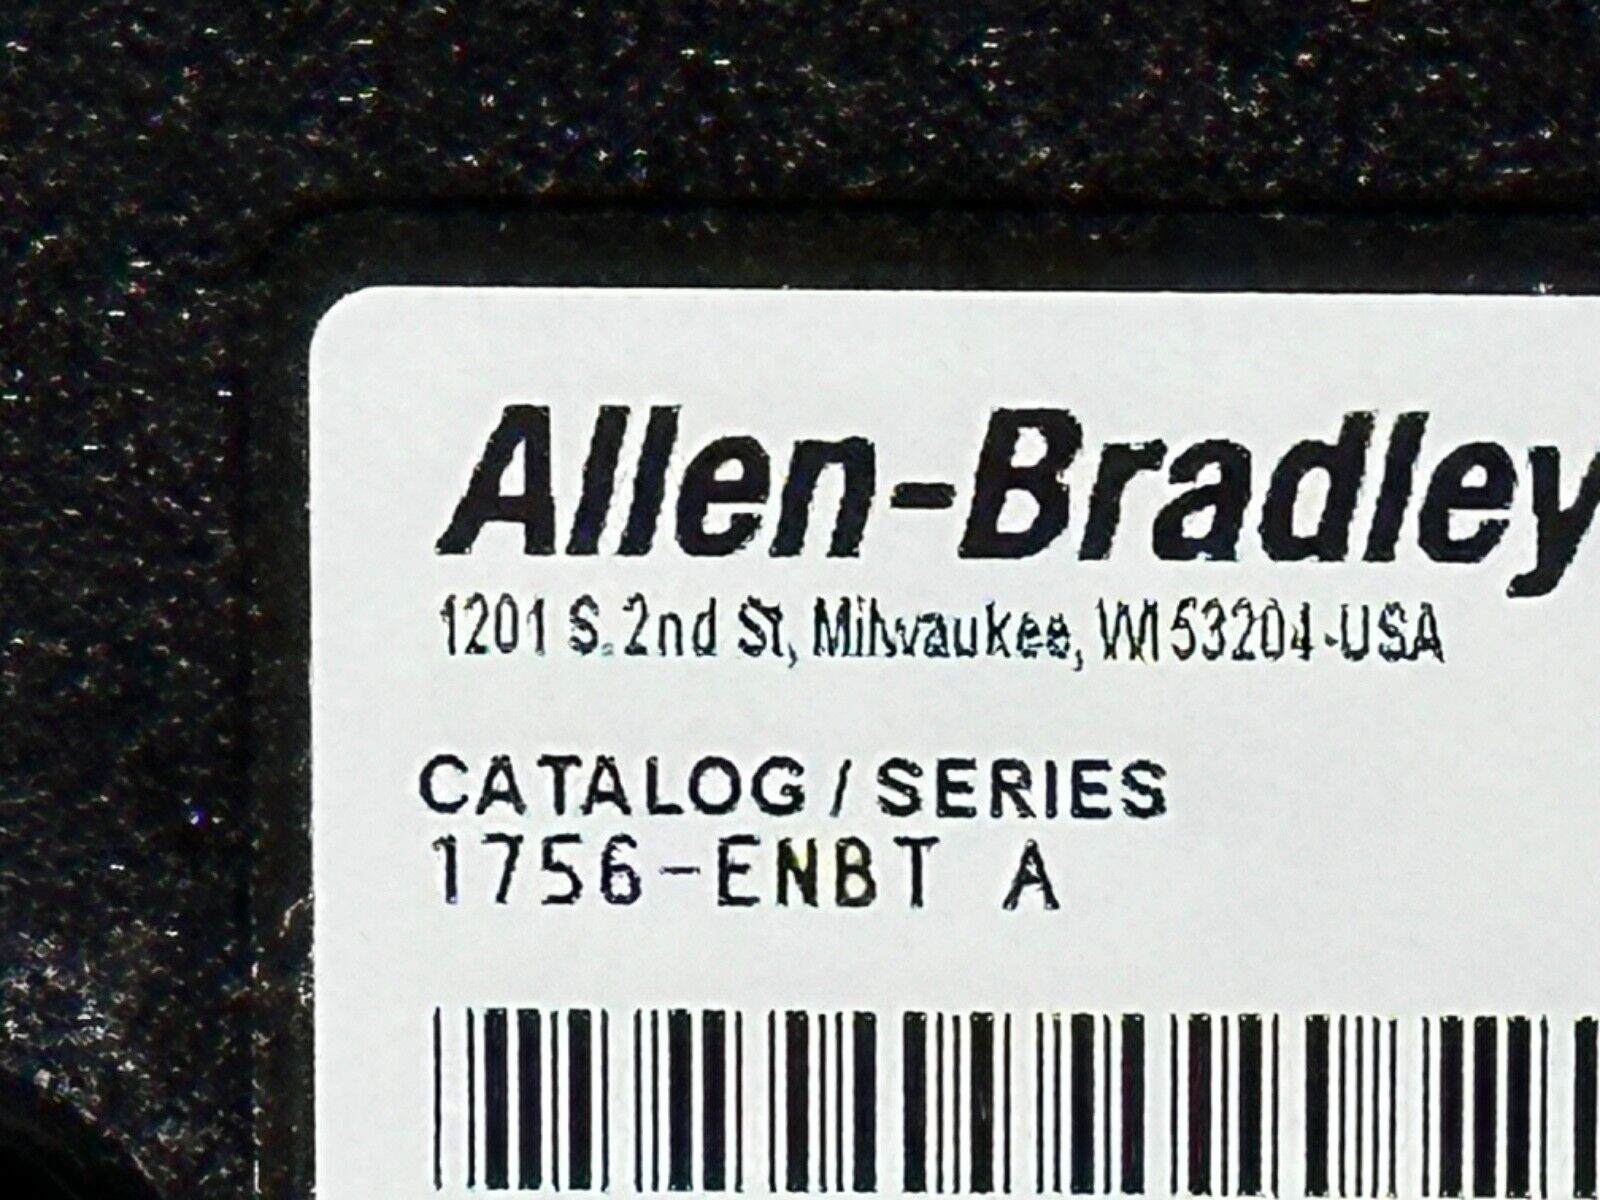 Allen-Bradley
1201 S. 2nd St, Milwaukee, WI 53204-USA
CATALOG / SERIES
1756-ENBT A